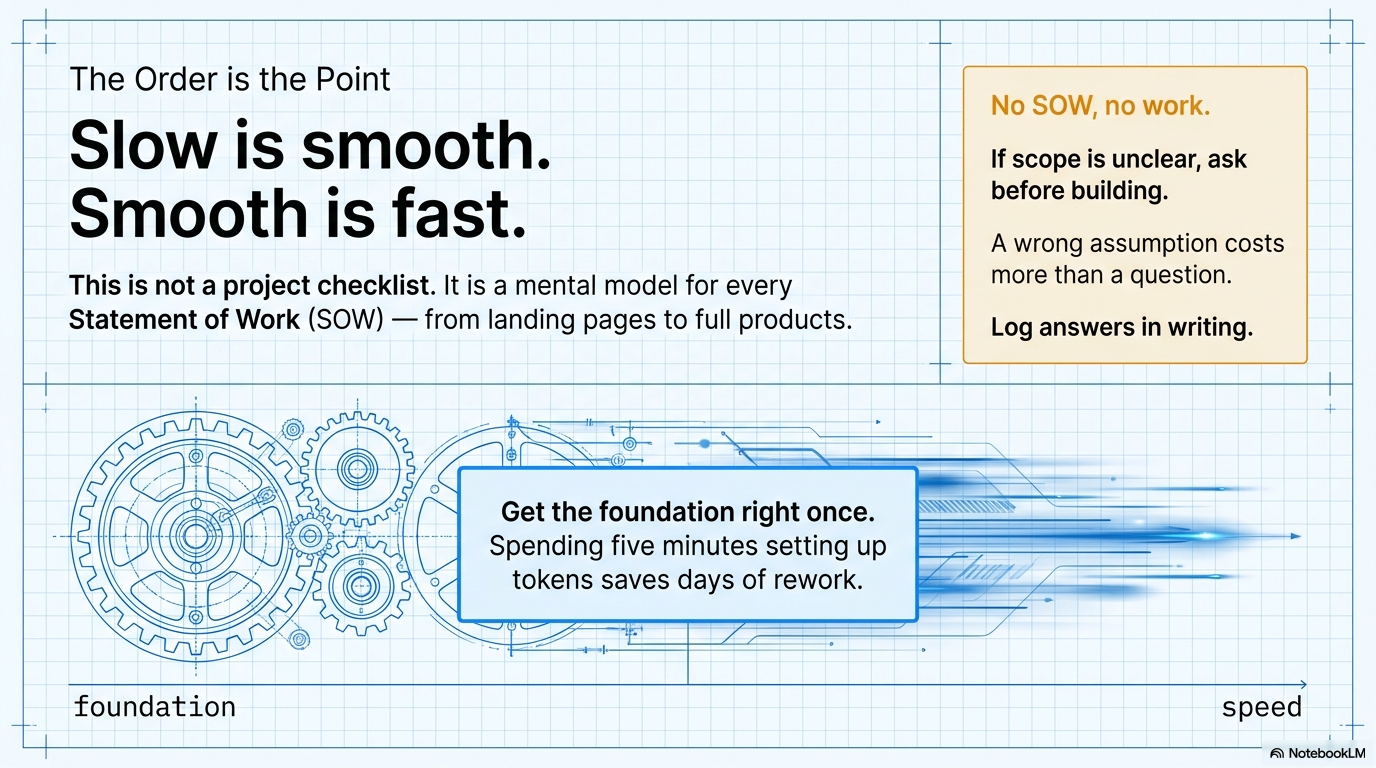 The Order is the Point
Slow is smooth.
Smooth is fast.
This is not a project checklist. It is a mental model for every
Statement of Work (SOW) — from landing pages to full products.
No SOW, no work.
If scope is unclear, ask
before building.
A wrong assumption costs
more than a question.
Log answers in writing.
Get the foundation right once.
Spending five minutes setting up
tokens saves days of rework.
foundation
speed
NotebookLM